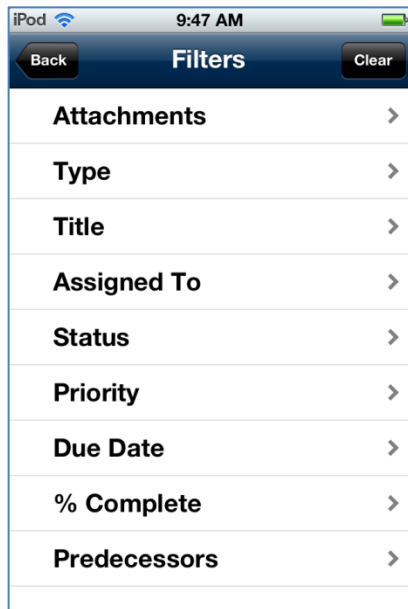 iPod 9:47 AM
Back Filters Clear
Attachments
Type
Title
Assigned To
Status
Priority
Due Date
% Complete
Predecessors